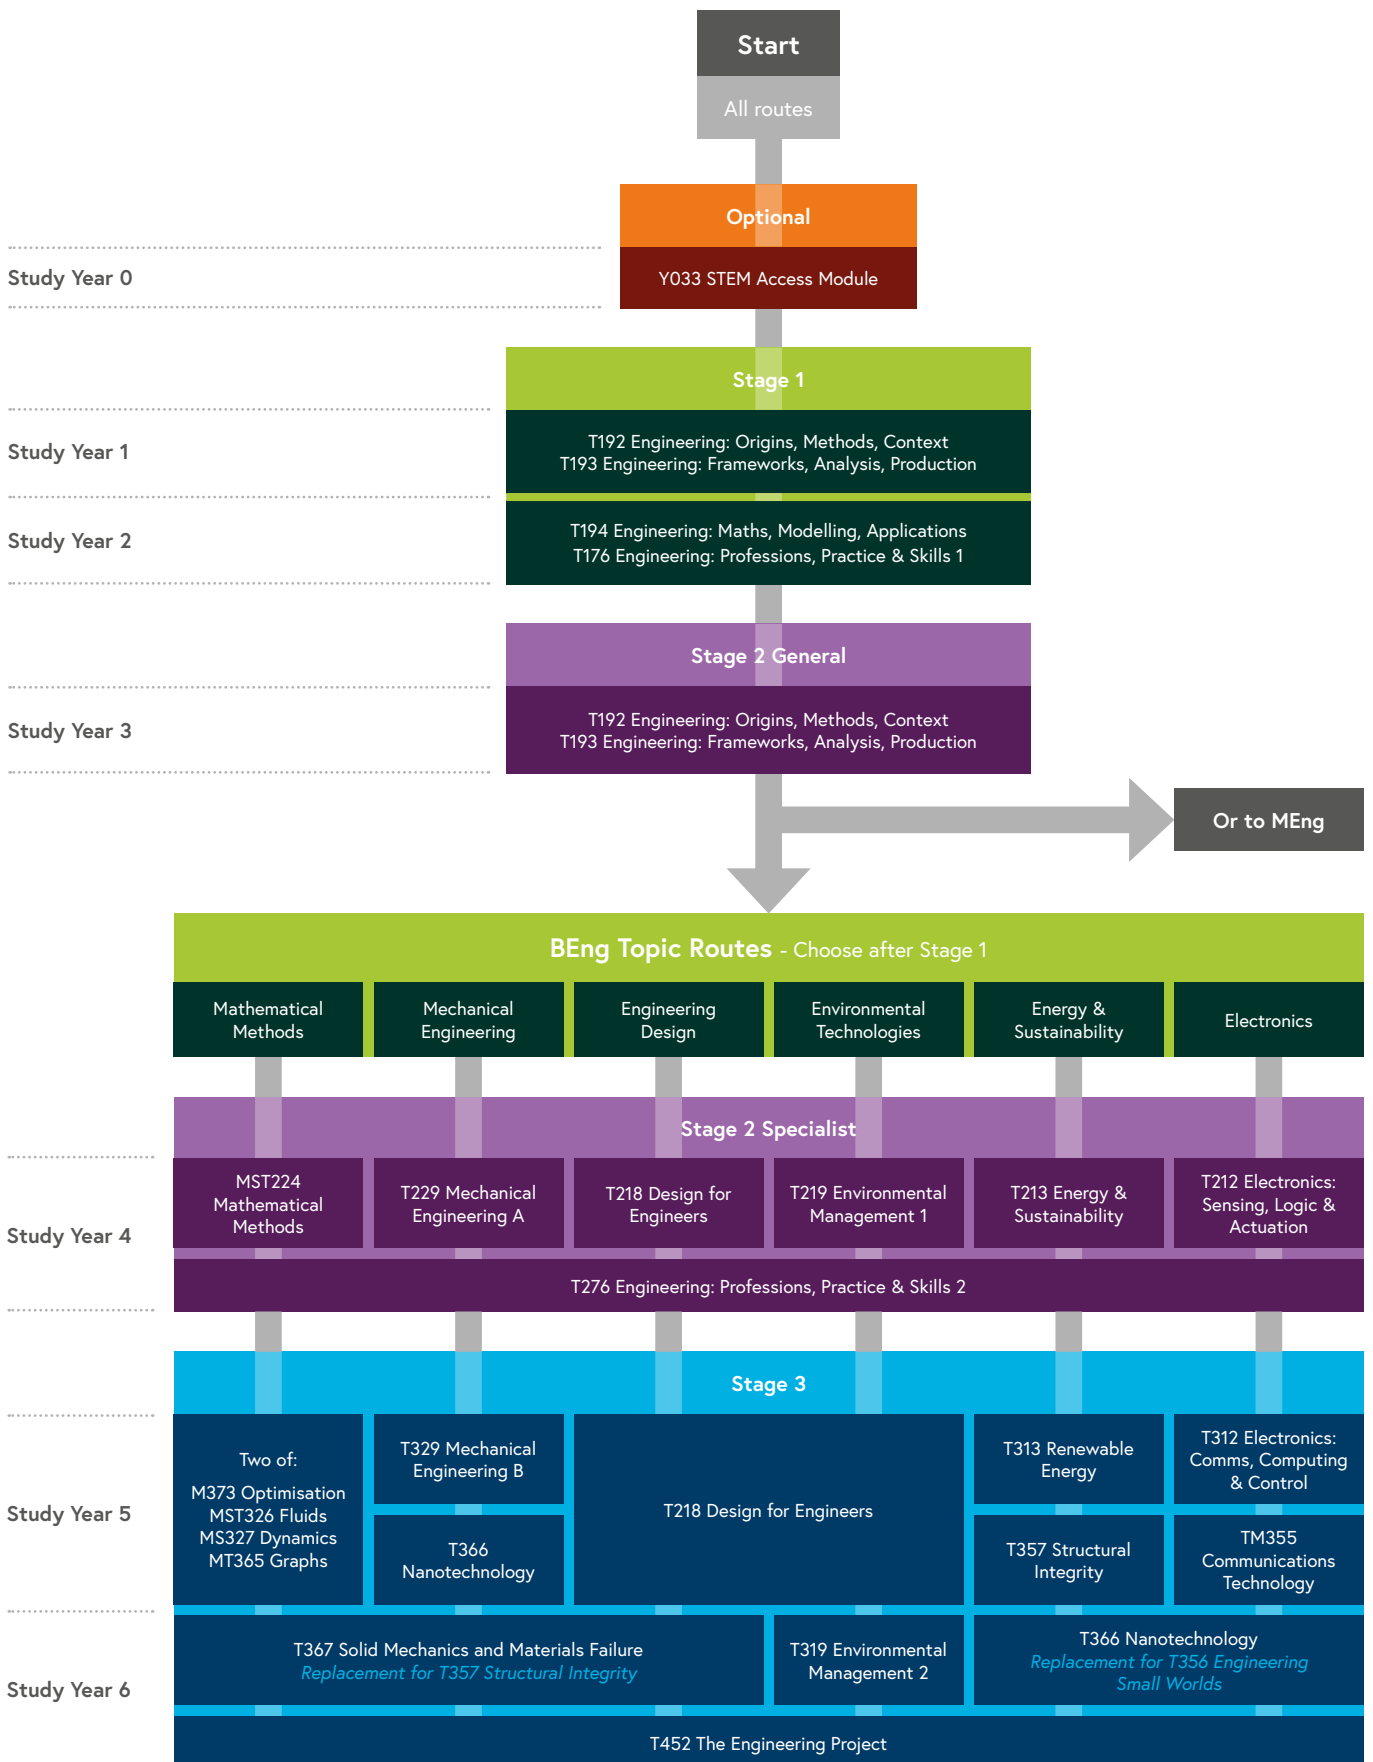 Start
All routes
Optional
Study Year 0
Y033 STEM Access Module
Stage 1
Study Year 1
T192 Engineering: Origins, Methods, Context
T193 Engineering: Frameworks, Analysis, Production
Study Year 2
T194 Engineering: Maths, Modelling, Applications
T176 Engineering: Professions, Practice & Skills 1
Stage 2 General
Study Year 3
T192 Engineering: Origins, Methods, Context
T193 Engineering: Frameworks, Analysis, Production
Or to MEng
BEng Topic Routes - Choose after Stage 1
Mathematical
Methods
Mechanical
Engineering
Engineering
Design
Environmental
Technologies
Energy &
Sustainability
Electronics
Stage 2 Specialist
Study Year 4
MST224
Mathematical
Methods
T229 Mechanical
Engineering A
T218 Design for
Engineers
T219 Environmental
Management 1
T213 Energy &
Sustainability
T212 Electronics:
Sensing, Logic &
Actuation
T276 Engineering: Professions, Practice & Skills 2
Stage 3
Study Year 5
Two of:
M373 Optimisation
MST326 Fluids
MS327 Dynamics
MT365 Graphs
T329 Mechanical
Engineering B
T366
Nanotechnology
T218 Design for Engineers
T313 Renewable
Energy
T357 Structural
Integrity
T312 Electronics:
Comms, Computing
& Control
TM355
Communications
Technology
Study Year 6
T367 Solid Mechanics and Materials Failure
Replacement for T357 Structural Integrity
T319 Environmental
Management 2
T366 Nanotechnology
Replacement for T356 Engineering
Small Worlds
T452 The Engineering Project